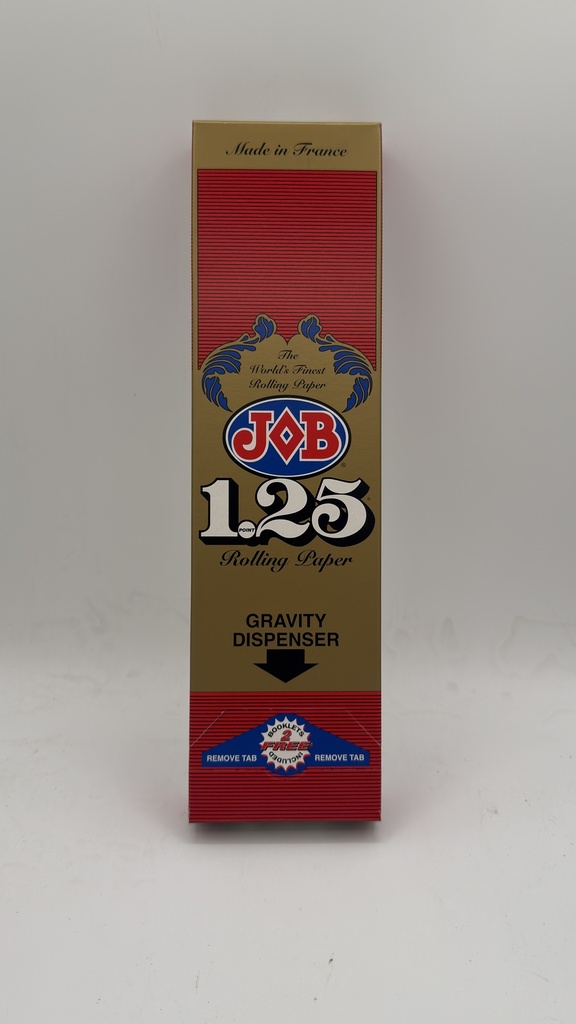 Made in France
The
World's Finest
Rolling Paper
JOB
®
1.25
POINT
Rolling Paper
GRAVITY
DISPENSER
BOOKLETS
2
FREE
INCLUDED
REMOVE TAB REMOVE TAB